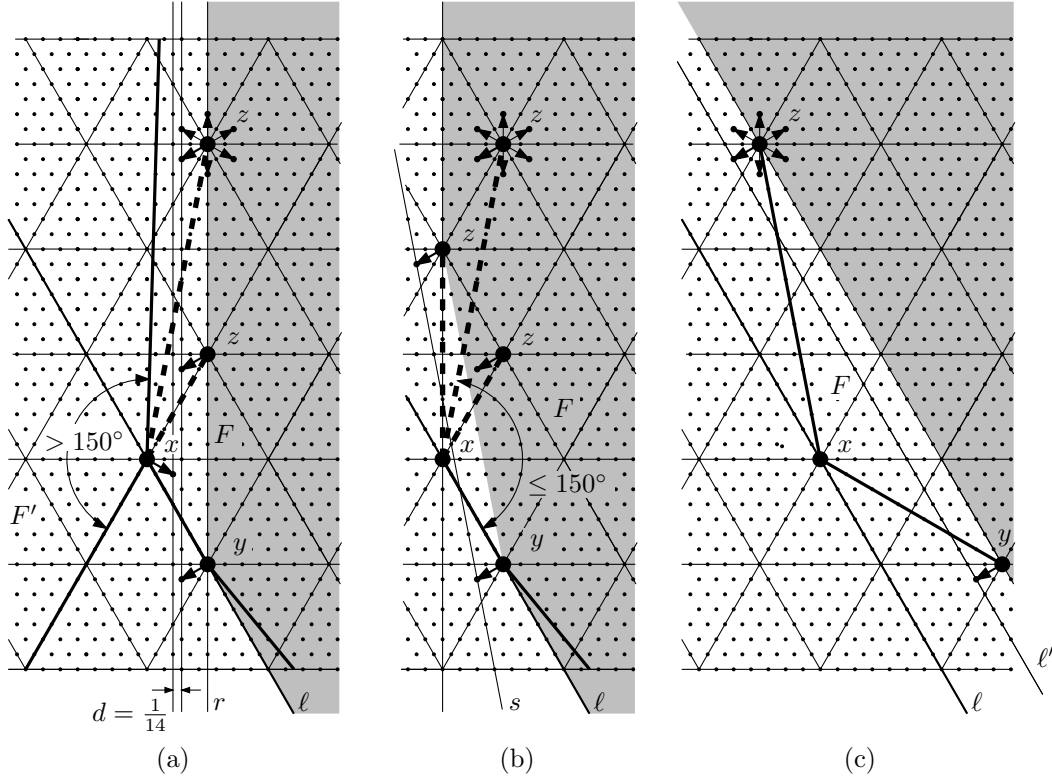 z
z
x
> 150°
F
F′
y
ℓ
r
d = 1/14
(a)
z
z
z
x
F
≤ 150°
y
ℓ
s
(b)
z
F
x
y
ℓ′
ℓ
(c)